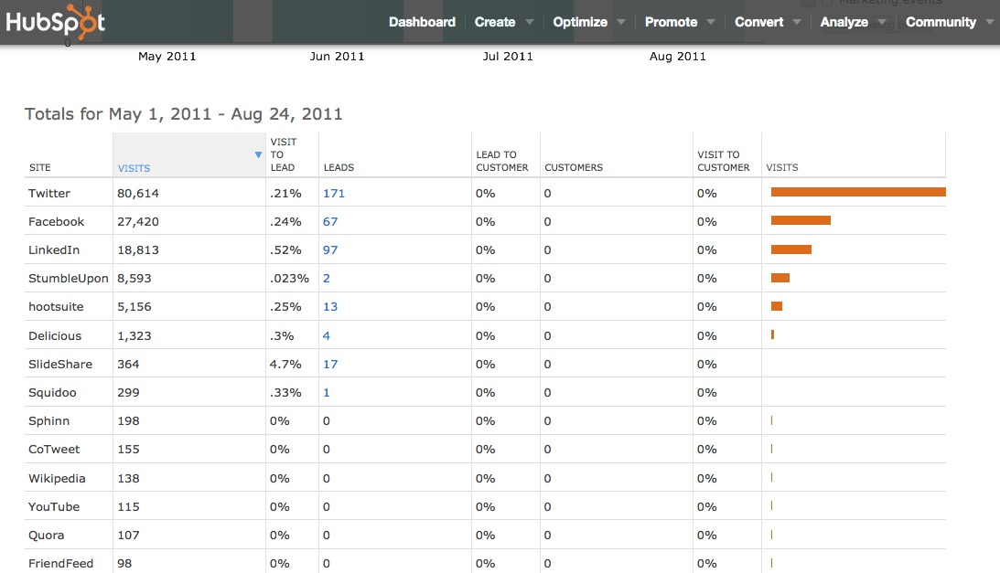 Marketing events
HubSpot
Dashboard Create Optimize Promote Convert Analyze Community
0
May 2011 Jun 2011 Jul 2011 Aug 2011
Totals for May 1, 2011 - Aug 24, 2011
SITE VISITS VISIT TO LEAD LEADS LEAD TO CUSTOMER CUSTOMERS VISIT TO CUSTOMER VISITS
Twitter 80,614 .21% 171 0% 0 0%
Facebook 27,420 .24% 67 0% 0 0%
LinkedIn 18,813 .52% 97 0% 0 0%
StumbleUpon 8,593 .023% 2 0% 0 0%
hootsuite 5,156 .25% 13 0% 0 0%
Delicious 1,323 .3% 4 0% 0 0%
SlideShare 364 4.7% 17 0% 0 0%
Squidoo 299 .33% 1 0% 0 0%
Sphinn 198 0% 0 0% 0 0%
CoTweet 155 0% 0 0% 0 0%
Wikipedia 138 0% 0 0% 0 0%
YouTube 115 0% 0 0% 0 0%
Quora 107 0% 0 0% 0 0%
FriendFeed 98 0% 0 0% 0 0%